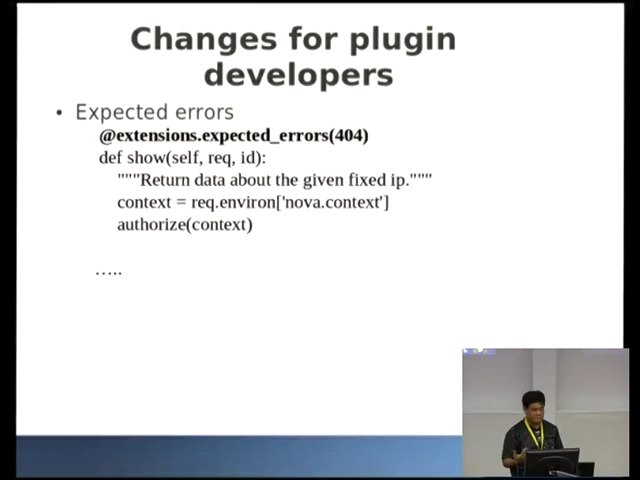 Changes for plugin
developers
• Expected errors
@extensions.expected_errors(404)
def show(self, req, id):
"""Return data about the given fixed ip."""
context = req.environ['nova.context']
authorize(context)
.....